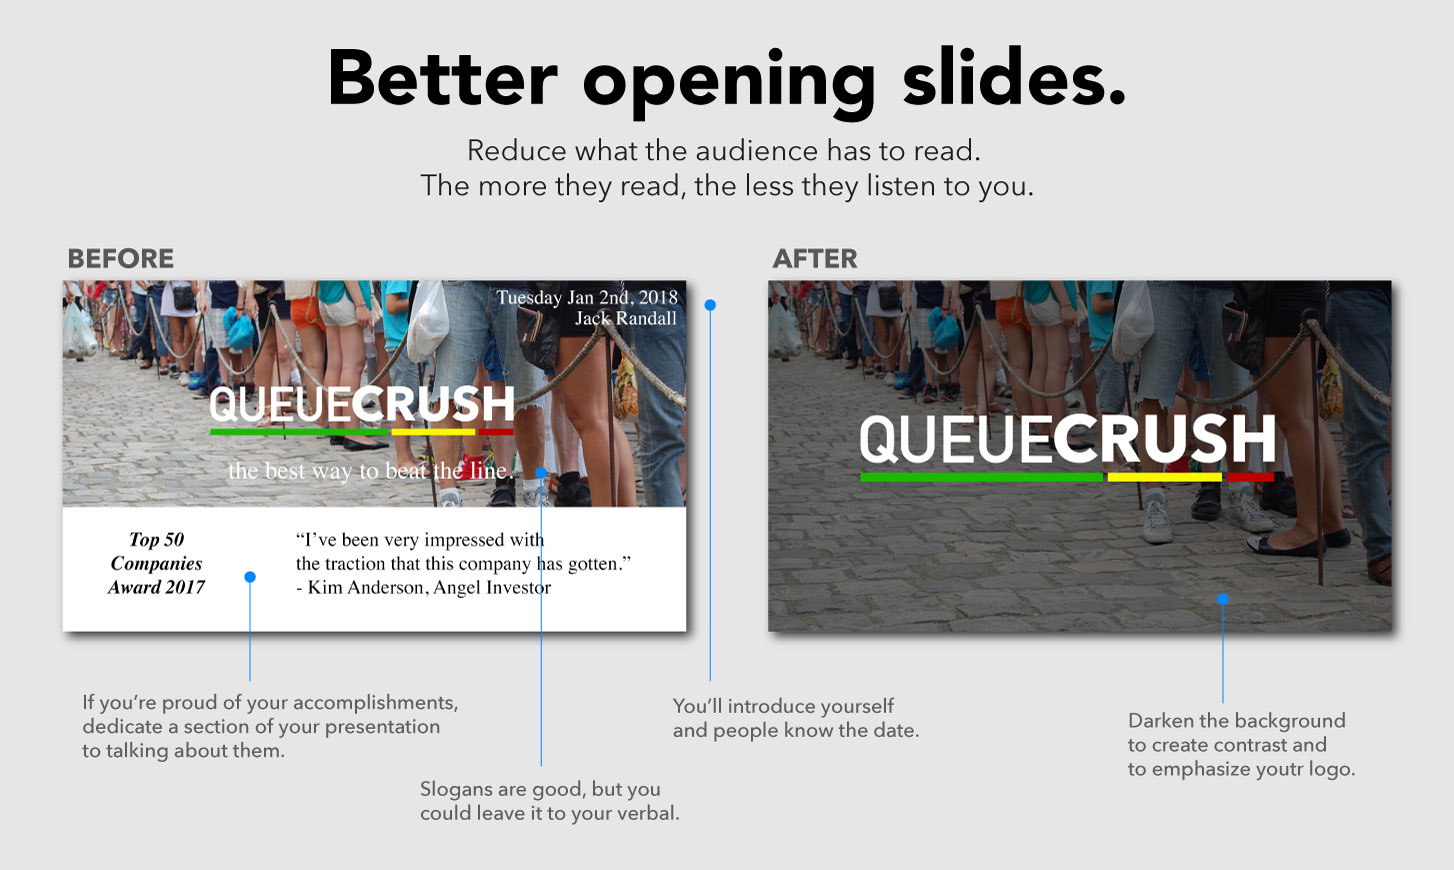 Better opening slides.
Reduce what the audience has to read.
The more they read, the less they listen to you.
BEFORE
Tuesday Jan 2nd, 2018
Jack Randall
QUEUECRUSH
the best way to beat the line.
Top 50
Companies
Award 2017
“I’ve been very impressed with
the traction that this company has gotten.”
- Kim Anderson, Angel Investor
AFTER
QUEUECRUSH
If you’re proud of your accomplishments,
dedicate a section of your presentation
to talking about them.
Slogans are good, but you
could leave it to your verbal.
You’ll introduce yourself
and people know the date.
Darken the background
to create contrast and
to emphasize youtr logo.